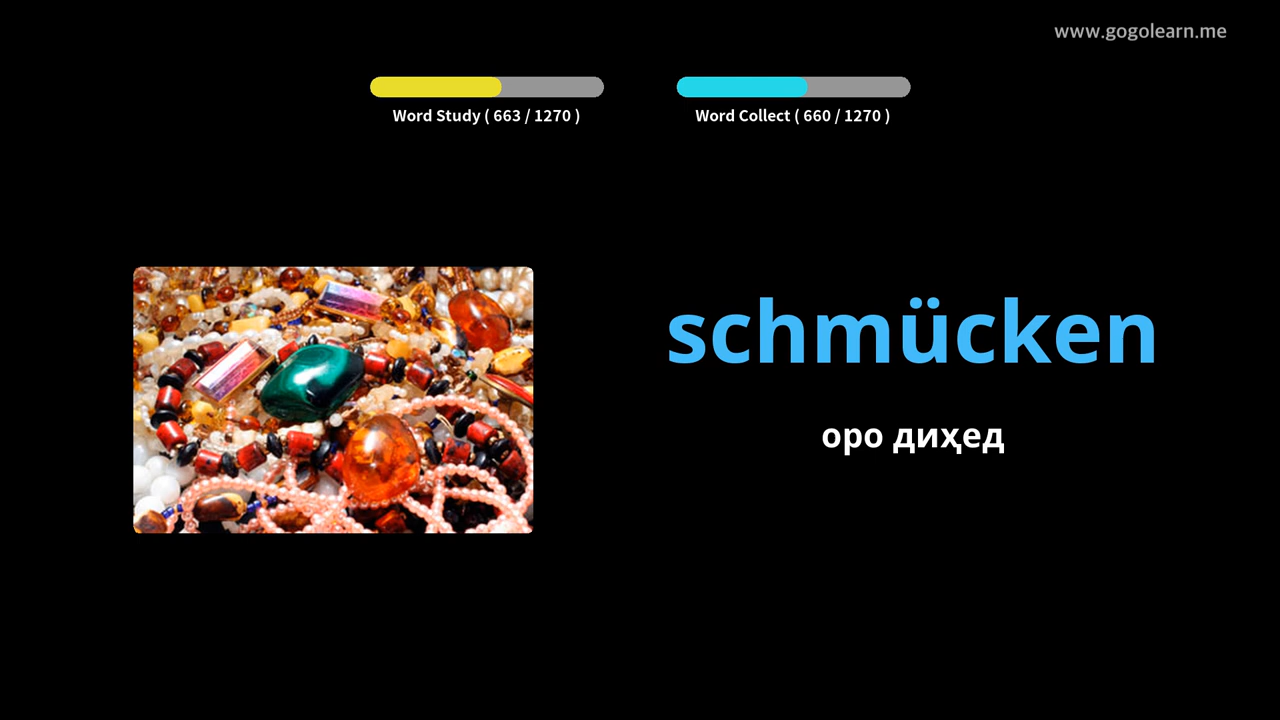 www.gogolearn.me
Word Study ( 663 / 1270 )
Word Collect ( 660 / 1270 )
schmücken
оро диҳед